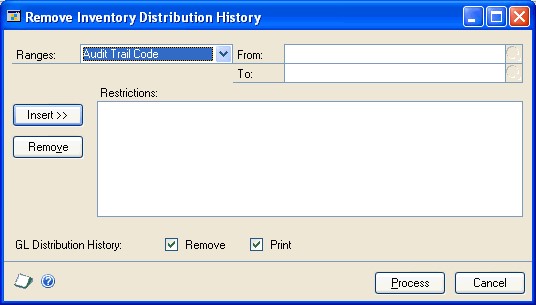 Remove Inventory Distribution History
Ranges: Audit Trail Code From:
To:
Restrictions:
Insert >>
Remove
GL Distribution History: Remove Print
Process Cancel